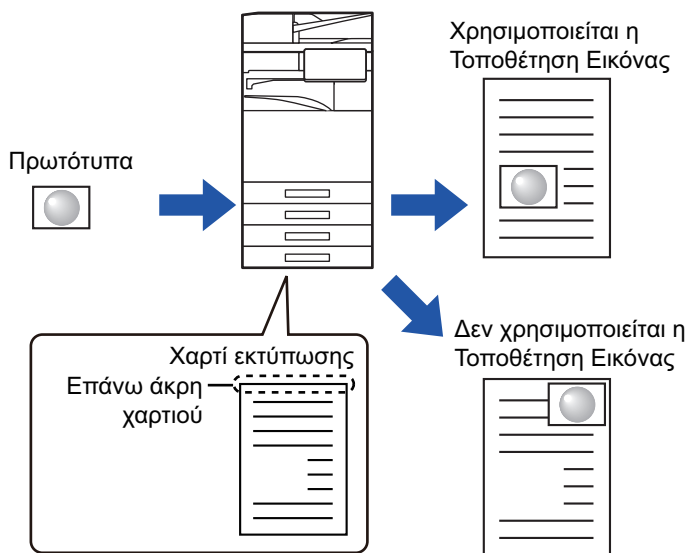 Χρησιμοποιείται η
Τοποθέτηση Εικόνας
Πρωτότυπα
Δεν χρησιμοποιείται η
Τοποθέτηση Εικόνας
Χαρτί εκτύπωσης
Επάνω άκρη
χαρτιού